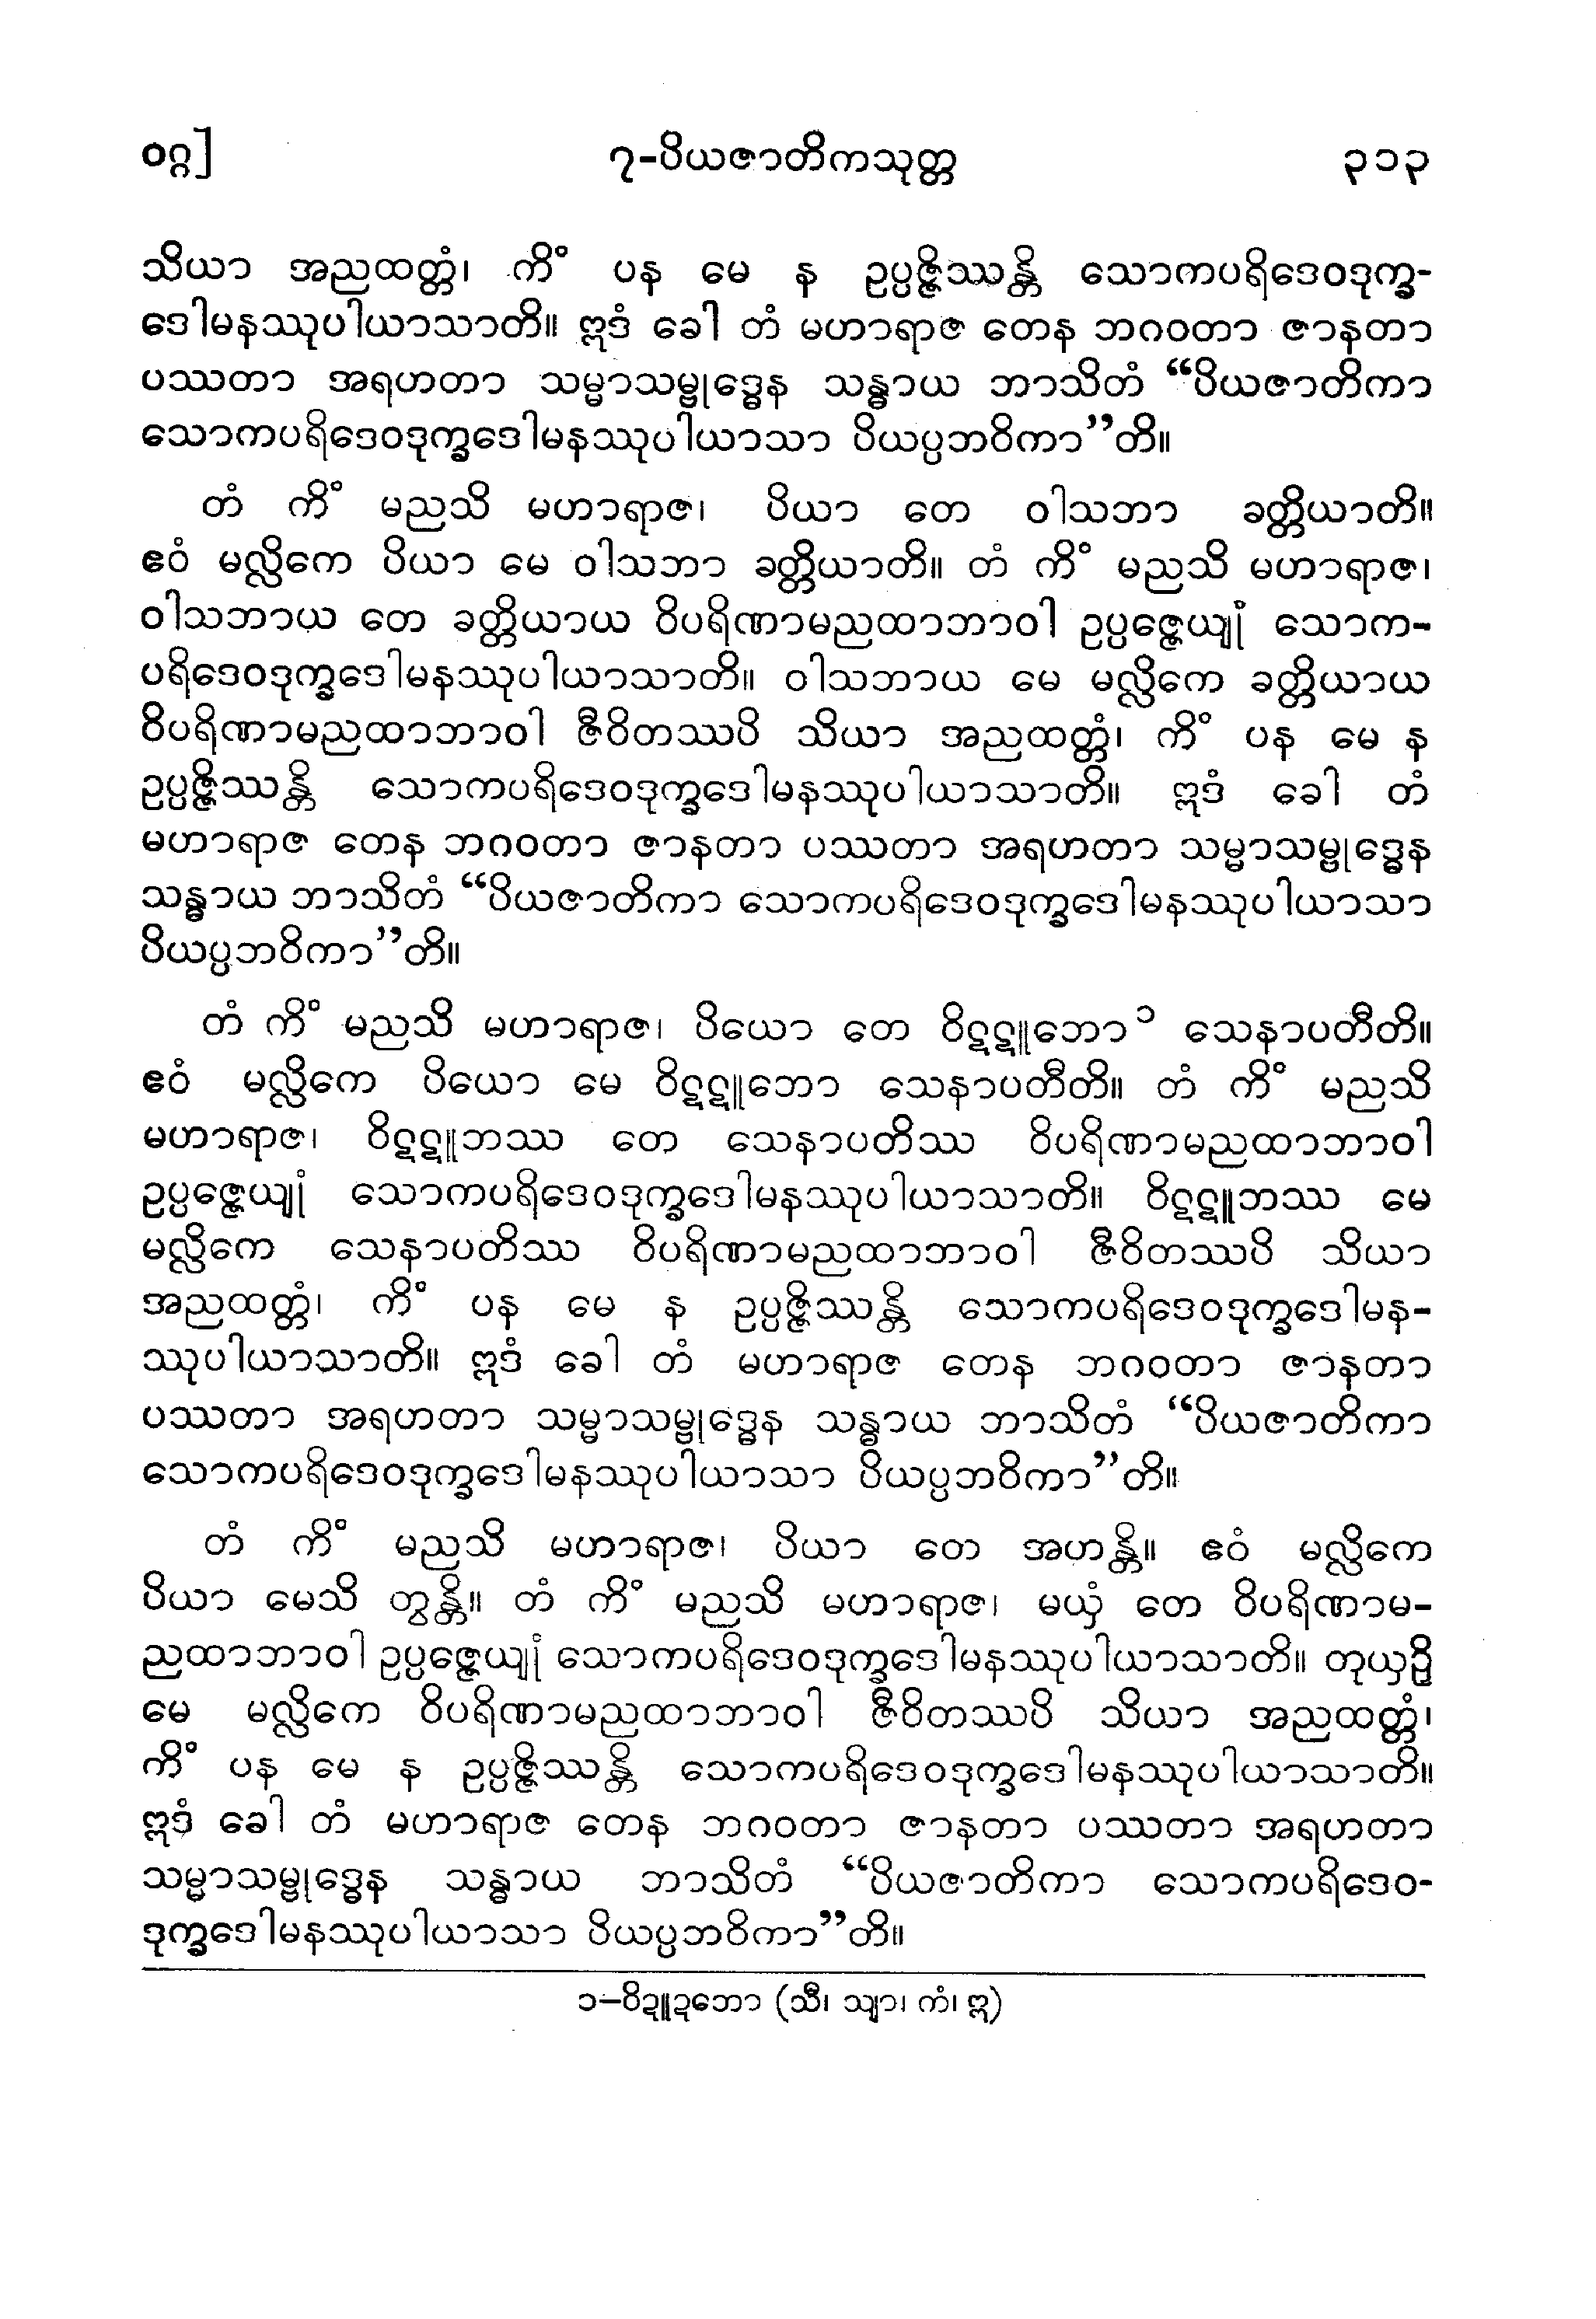 ၀ဂ္ဂ]
၇-ပိယဇာတိကသုတ္တ
၃၁၃
သိယာ အညထတ္တံ၊ ကိံ ပန မေ န ဥပ္ပဇ္ဇိဿန္တိ သောကပရိဒေဝဒုက္ခ-
ဒေါမနဿုပါယာသာတိ။ ဣဒံ ခေါ တံ မဟာရာဇ တေန ဘဂဝတာ ဇာနတာ
ပဿတာ အရဟတာ သမ္မာသမ္ဗုဒ္ဓေန သန္ဓာယ ဘာသိတံ “ပိယဇာတိကာ
သောကပရိဒေဝဒုက္ခဒေါမနဿုပါယာသာ ပိယပ္ပဘဝိကာ”တိ။
တံ ကိံ မညသိ မဟာရာဇ၊ ပိယာ တေ ဝါသဘာ ခတ္တိယာတိ။
ဧဝံ မလ္လိကေ ပိယာ မေ ဝါသဘာ ခတ္တိယာတိ။ တံ ကိံ မညသိ မဟာရာဇ၊
ဝါသဘာယ တေ ခတ္တိယာယ ဝိပရိဏာမညထာဘာဝါ ဥပ္ပဇ္ဇေယျုံ သောက-
ပရိဒေဝဒုက္ခဒေါမနဿုပါယာသာတိ။ ဝါသဘာယ မေ မလ္လိကေ ခတ္တိယာယ
ဝိပရိဏာမညထာဘာဝါ ဇီဝိတဿပိ သိယာ အညထတ္တံ၊ ကိံ ပန မေ န
ဥပ္ပဇ္ဇိဿန္တိ သောကပရိဒေဝဒုက္ခဒေါမနဿုပါယာသာတိ။ ဣဒံ ခေါ တံ
မဟာရာဇ တေန ဘဂဝတာ ဇာနတာ ပဿတာ အရဟတာ သမ္မာသမ္ဗုဒ္ဓေန
သန္ဓာယ ဘာသိတံ “ပိယဇာတိကာ သောကပရိဒေဝဒုက္ခဒေါမနဿုပါယာသာ
ပိယပ္ပဘဝိကာ”တိ။
တံ ကိံ မညသိ မဟာရာဇ၊ ပိယော တေ ဝိဋဋူဘော ၁ သေနာပတီတိ။
ဧဝံ မလ္လိကေ ပိယော မေ ဝိဋဋူဘော သေနာပတီတိ။ တံ ကိံ မညသိ
မဟာရာဇ၊ ဝိဋဋူဘဿ တေ သေနာပတိဿ ဝိပရိဏာမညထာဘာဝါ
ဥပ္ပဇ္ဇေယျုံ သောကပရိဒေဝဒုက္ခဒေါမနဿုပါယာသာတိ။ ဝိဋဋူဘဿ မေ
မလ္လိကေ သေနာပတိဿ ဝိပရိဏာမညထာဘာဝါ ဇီဝိတဿပိ သိယာ
အညထတ္တံ၊ ကိံ ပန မေ န ဥပ္ပဇ္ဇိဿန္တိ သောကပရိဒေဝဒုက္ခဒေါမန-
ဿုပါယာသာတိ။ ဣဒံ ခေါ တံ မဟာရာဇ တေန ဘဂဝတာ ဇာနတာ
ပဿတာ အရဟတာ သမ္မာသမ္ဗုဒ္ဓေန သန္ဓာယ ဘာသိတံ “ပိယဇာတိကာ
သောကပရိဒေဝဒုက္ခဒေါမနဿုပါယာသာ ပိယပ္ပဘဝိကာ”တိ။
တံ ကိံ မညသိ မဟာရာဇ၊ ပိယာ တေ အဟန္တိ။ ဧဝံ မလ္လိကေ
ပိယာ မေသိ တွန္တိ။ တံ ကိံ မညသိ မဟာရာဇ၊ မယှံ တေ ဝိပရိဏာမ-
ညထာဘာဝါ ဥပ္ပဇ္ဇေယျုံ သောကပရိဒေဝဒုက္ခဒေါမနဿုပါယာသာတိ။ တုယှဉှိ
မေ မလ္လိကေ ဝိပရိဏာမညထာဘာဝါ ဇီဝိတဿပိ သိယာ အညထတ္တံ၊
ကိံ ပန မေ န ဥပ္ပဇ္ဇိဿန္တိ သောကပရိဒေဝဒုက္ခဒေါမနဿုပါယာသာတိ။
ဣဒံ ခေါ တံ မဟာရာဇ တေန ဘဂဝတာ ဇာနတာ ပဿတာ အရဟတာ
သမ္မာသမ္ဗုဒ္ဓေန သန္ဓာယ ဘာသိတံ “ပိယဇာတိကာ သောကပရိဒေဝ-
ဒုက္ခဒေါမနဿုပါယာသာ ပိယပ္ပဘဝိကာ”တိ။
၁–ဝိဍူဍဘော (သီ၊ သျာ၊ ကံ၊ ဣ)